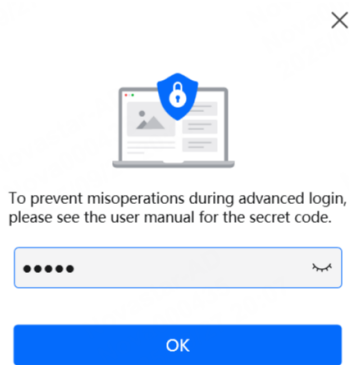 To prevent misoperations during advanced login,
please see the user manual for the secret code.
●●●●●
OK